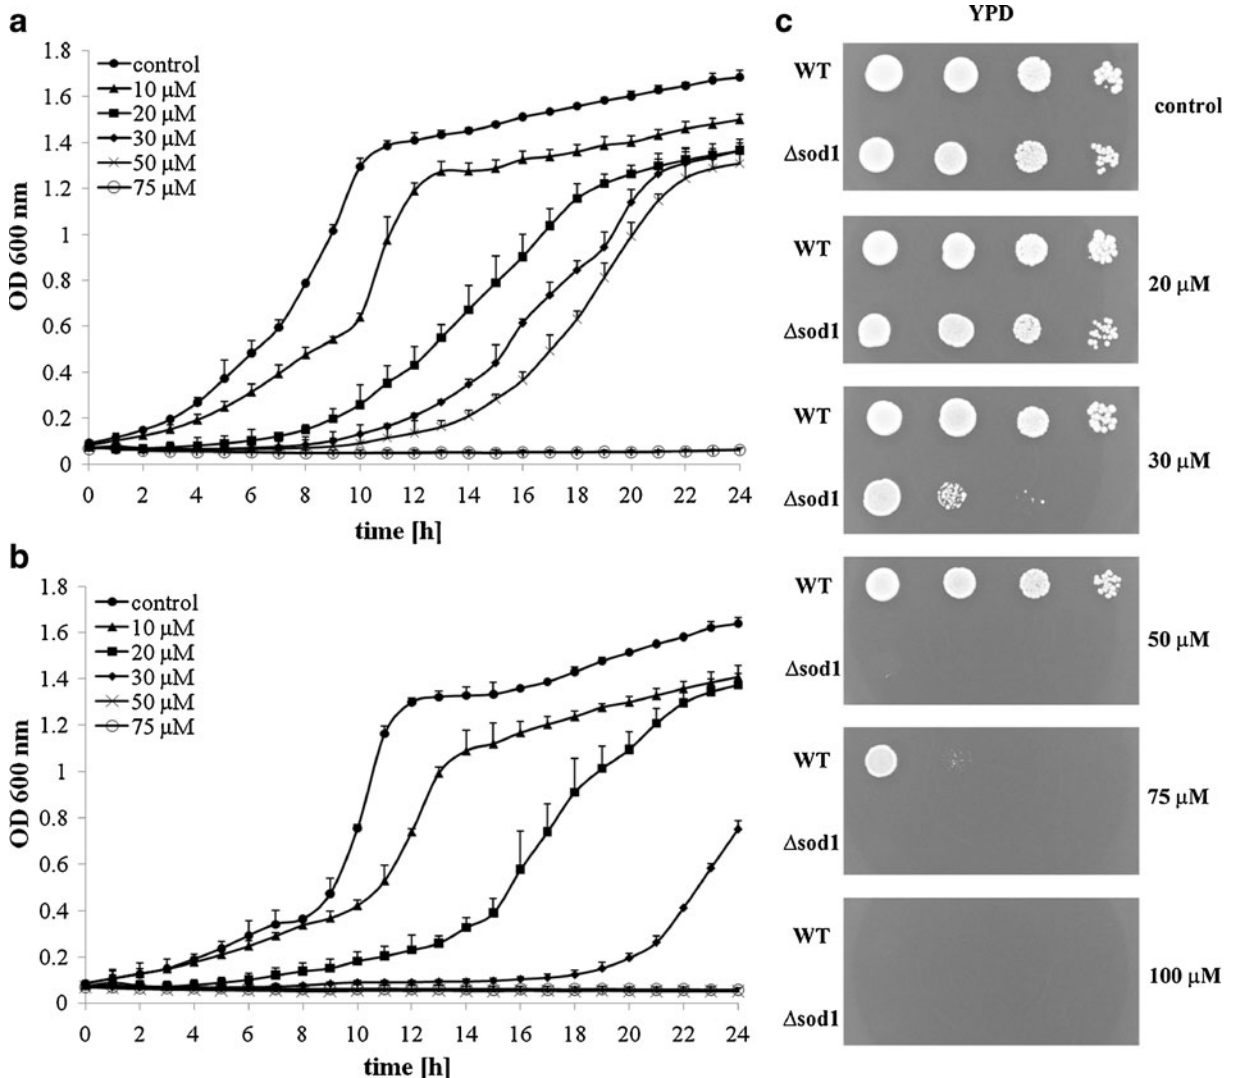 a
1.8
1.6
1.4
1.2
1
0.8
0.6
0.4
0.2
0
OD 600 nm
control
10 µM
20 µM
30 µM
50 µM
75 µM
0 2 4 6 8 10 12 14 16 18 20 22 24
time [h]
b
1.8
1.6
1.4
1.2
1
0.8
0.6
0.4
0.2
0
OD 600 nm
control
10 µM
20 µM
30 µM
50 µM
75 µM
0 2 4 6 8 10 12 14 16 18 20 22 24
time [h]
c
YPD
WT
Δsod1
control
WT
Δsod1
20 µM
WT
Δsod1
30 µM
WT
Δsod1
50 µM
WT
Δsod1
75 µM
WT
Δsod1
100 µM